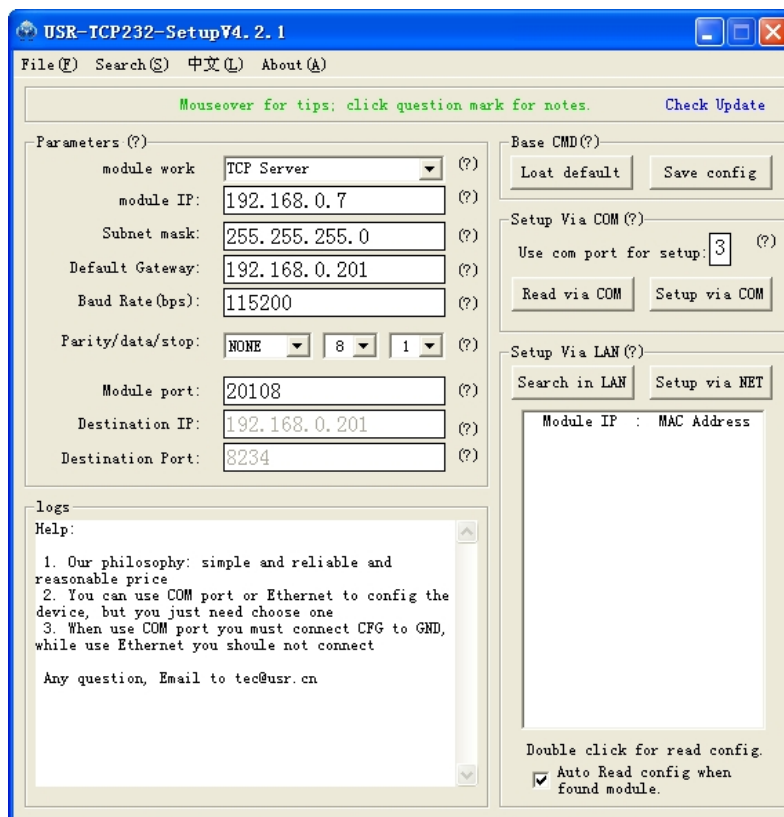 USR-TCP232-SetupV4.2.1
File(F) Search(S) 中文(L) About(A)
Mouseover for tips; click question mark for notes. Check Update
Parameters (?)
module work TCP Server (?)
module IP: 192.168.0.7 (?)
Subnet mask: 255.255.255.0 (?)
Default Gateway: 192.168.0.201 (?)
Baud Rate(bps): 115200 (?)
Parity/data/stop: NONE 8 1 (?)
Module port: 20108 (?)
Destination IP: 192.168.0.201 (?)
Destination Port: 8234 (?)
Base CMD(?)
Loat default Save config
Setup Via COM(?)
Use com port for setup: 3 (?)
Read via COM Setup via COM
Setup Via LAN(?)
Search in LAN Setup via NET
Module IP : MAC Address
Double click for read config.
Auto Read config when
found module.
logs
Help:
1. Our philosophy: simple and reliable and
reasonable price
2. You can use COM port or Ethernet to config the
device, but you just need choose one
3. When use COM port you must connect CFG to GND,
while use Ethernet you shoule not connect
Any question, Email to tec@usr.cn